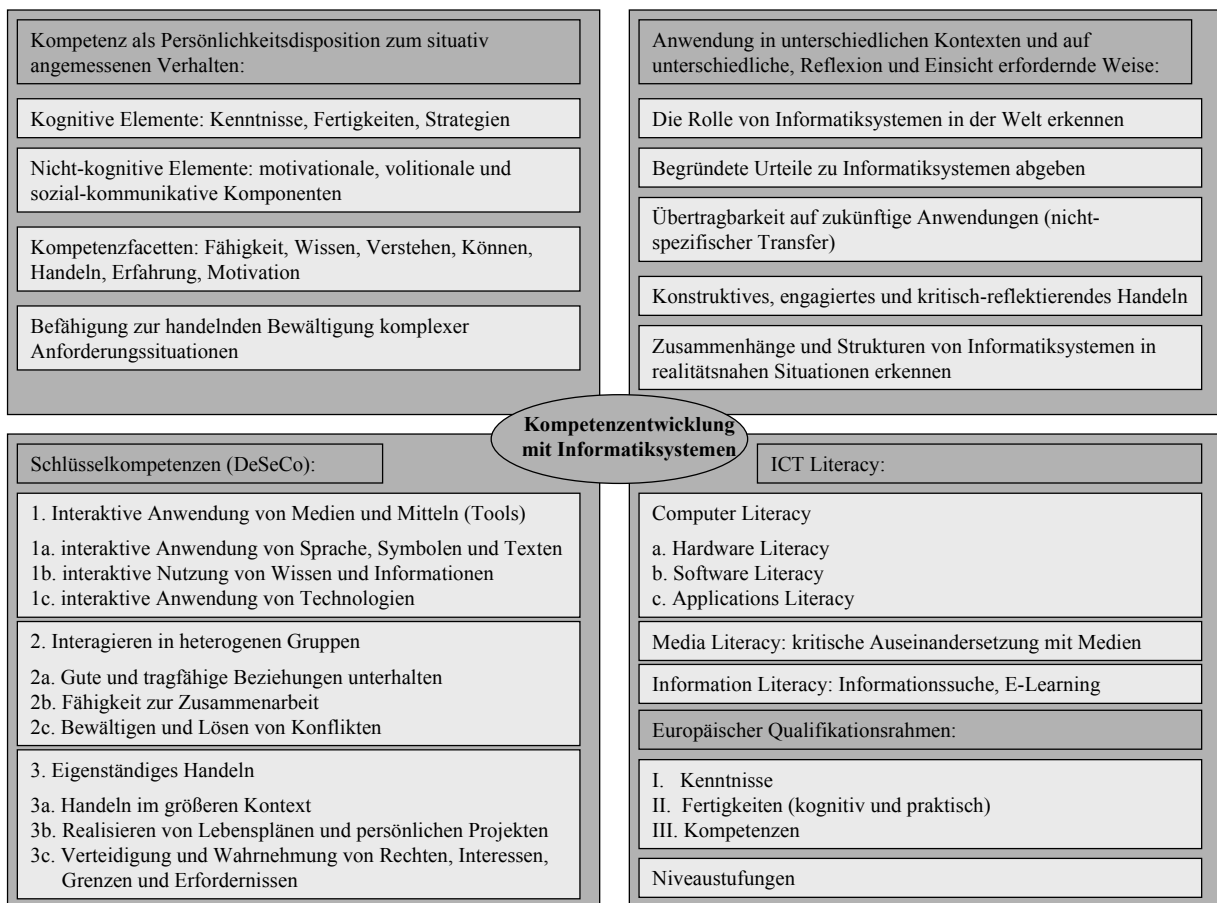 Kompetenz als Persönlichkeitsdisposition zum situativ
angemessenen Verhalten:
Kognitive Elemente: Kenntnisse, Fertigkeiten, Strategien
Nicht-kognitive Elemente: motivationale, volitionale und
sozial-kommunikative Komponenten
Kompetenzfacetten: Fähigkeit, Wissen, Verstehen, Können,
Handeln, Erfahrung, Motivation
Befähigung zur handelnden Bewältigung komplexer
Anforderungssituationen
Anwendung in unterschiedlichen Kontexten und auf
unterschiedliche, Reflexion und Einsicht erfordernde Weise:
Die Rolle von Informatiksystemen in der Welt erkennen
Begründete Urteile zu Informatiksystemen abgeben
Übertragbarkeit auf zukünftige Anwendungen (nicht-
spezifischer Transfer)
Konstruktives, engagiertes und kritisch-reflektierendes Handeln
Zusammenhänge und Strukturen von Informatiksystemen in
realitätsnahen Situationen erkennen
Kompetenzentwicklung
mit Informatiksystemen
Schlüsselkompetenzen (DeSeCo):
1. Interaktive Anwendung von Medien und Mitteln (Tools)
1a. interaktive Anwendung von Sprache, Symbolen und Texten
1b. interaktive Nutzung von Wissen und Informationen
1c. interaktive Anwendung von Technologien
2. Interagieren in heterogenen Gruppen
2a. Gute und tragfähige Beziehungen unterhalten
2b. Fähigkeit zur Zusammenarbeit
2c. Bewältigen und Lösen von Konflikten
3. Eigenständiges Handeln
3a. Handeln im größeren Kontext
3b. Realisieren von Lebensplänen und persönlichen Projekten
3c. Verteidigung und Wahrnehmung von Rechten, Interessen,
Grenzen und Erfordernissen
ICT Literacy:
Computer Literacy
a. Hardware Literacy
b. Software Literacy
c. Applications Literacy
Media Literacy: kritische Auseinandersetzung mit Medien
Information Literacy: Informationssuche, E-Learning
Europäischer Qualifikationsrahmen:
I. Kenntnisse
II. Fertigkeiten (kognitiv und praktisch)
III. Kompetenzen
Niveaustufungen